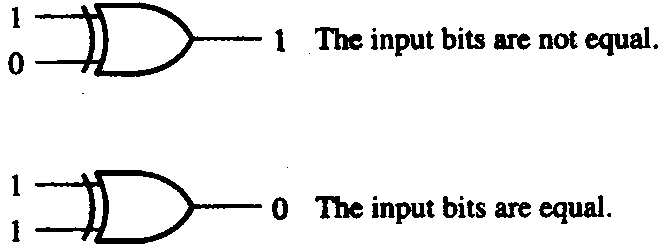 1
0
1 The input bits are not equal.
1
1
0 The input bits are equal.